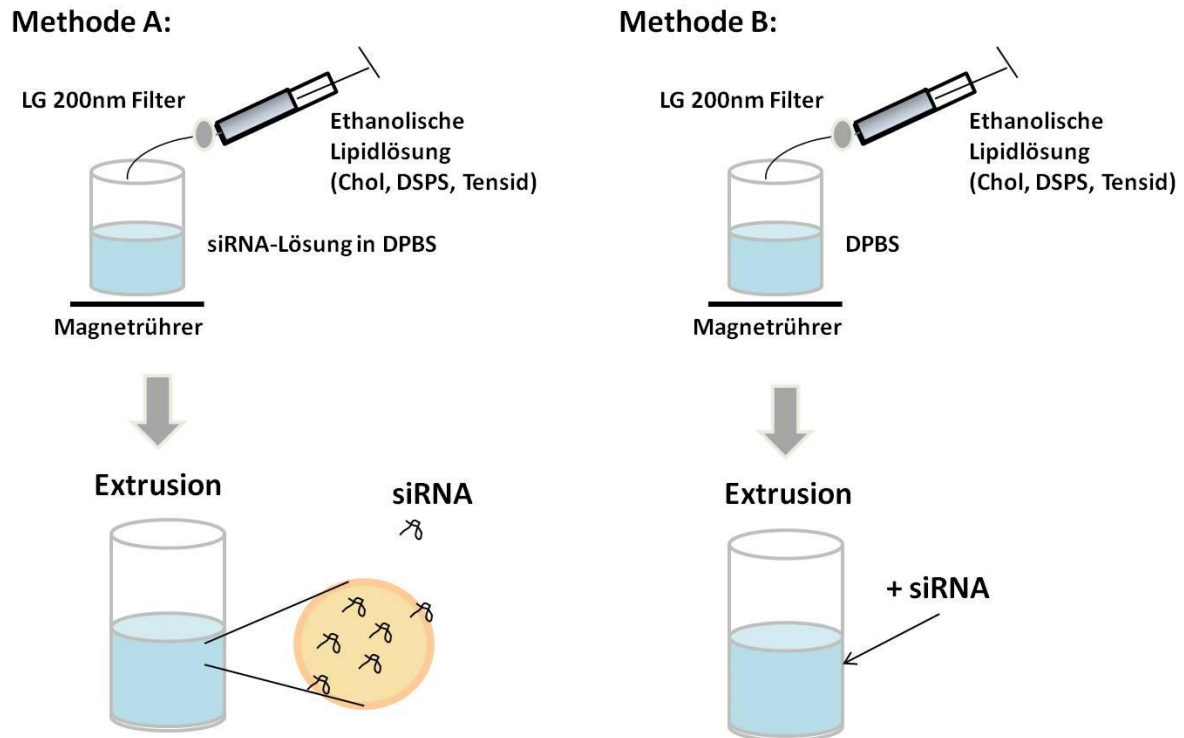 Methode A:
LG 200nm Filter
Ethanolische
Lipidlösung
(Chol, DSPS, Tensid)
siRNA-Lösung in DPBS
Magnetrührer
Extrusion
siRNA
Methode B:
LG 200nm Filter
Ethanolische
Lipidlösung
(Chol, DSPS, Tensid)
DPBS
Magnetrührer
Extrusion
+ siRNA